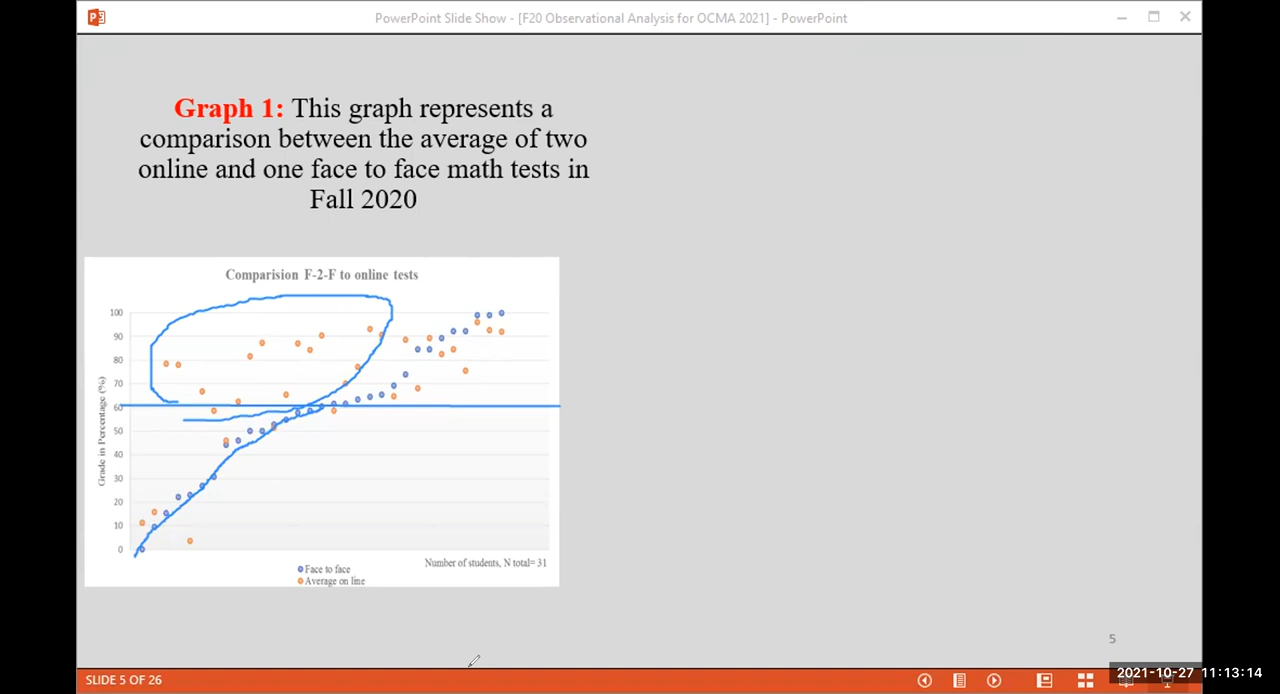 PowerPoint Slide Show - [F20 Observational Analysis for OCMA 2021] - PowerPoint
Graph 1: This graph represents a
comparison between the average of two
online and one face to face math tests in
Fall 2020
Comparision F-2-F to online tests
100
90
80
70
60
50
40
30
20
10
0
Grade in Percentage (%)
Number of students, N total= 31
Face to face
Average on line
5
SLIDE 5 OF 26
2021-10-27 11:13:14